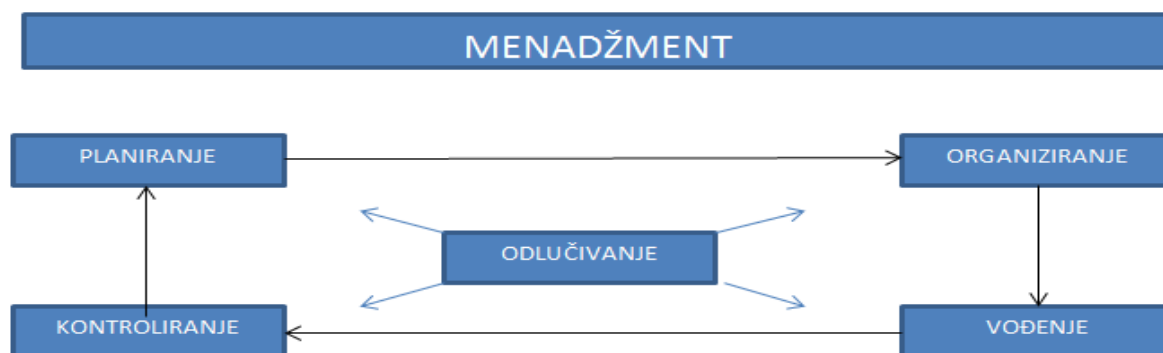 MENADŽMENT
PLANIRANJE
ORGANIZIRANJE
ODLUČIVANJE
KONTROLIRANJE
VOĐENJE